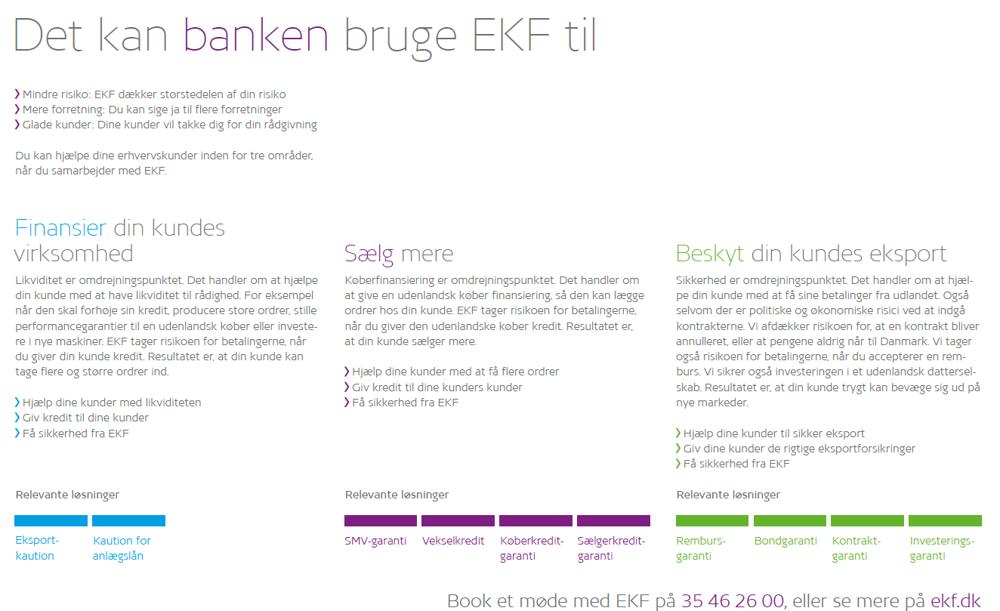 Det kan banken bruge EKF til
Mindre risiko: EKF dækker størstedelen af din risiko
Mere forretning: Du kan sige ja til flere forretninger
Glade kunder: Dine kunder vil takke dig for din rådgivning
Du kan hjælpe dine erhvervskunder inden for tre områder,
når du samarbejder med EKF.
Finansier din kundes
virksomhed
Likviditet er omdrejningspunktet. Det handler om at hjælpe
din kunde med at have likviditet til rådighed. For eksempel
når den skal forhøje sin kredit, producere store ordrer, stille
performancegarantier til en udenlandsk køber eller investe-
re i nye maskiner. EKF tager risikoen for betalingerne, når
du giver din kunde kredit. Resultatet er, at din kunde kan
tage flere og større ordrer ind.
Hjælp dine kunder med likviditeten
Giv kredit til dine kunder
Få sikkerhed fra EKF
Relevante løsninger
Eksport-
kaution
Kaution for
anlægslån
Sælg mere
Køberfinansiering er omdrejningspunktet. Det handler om
at give en udenlandsk køber finansiering, så den kan lægge
ordrer hos din kunde. EKF tager risikoen for betalingerne,
når du giver den udenlandske køber kredit. Resultatet er,
at din kunde sælger mere.
Hjælp dine kunder med at få flere ordrer
Giv kredit til dine kunders kunder
Få sikkerhed fra EKF
Relevante løsninger
SMV-garanti
Vekselkredit
Køberkredit-
garanti
Sælgerkredit-
garanti
Beskyt din kundes eksport
Sikkerhed er omdrejningspunktet. Det handler om at hjæl-
pe din kunde med at få sine betalinger fra udlandet. Også
selvom der er politiske og økonomiske risici ved at indgå
kontrakterne. Vi afdækker risikoen for, at en kontrakt bliver
annulleret, eller at pengene aldrig når til Danmark. Vi tager
også risikoen for betalingerne, når du accepterer en rem-
burs. Vi sikrer også investeringen i et udenlandsk dattersel-
skab. Resultatet er, at din kunde trygt kan bevæge sig ud på
nye markeder.
Hjælp dine kunder til sikker eksport
Giv dine kunder de rigtige eksportforsikringer
Få sikkerhed fra EKF
Relevante løsninger
Remburs-
garanti
Bondgaranti
Kontrakt-
garanti
Investerings-
garanti
Book et møde med EKF på 35 46 26 00, eller se mere på ekf.dk